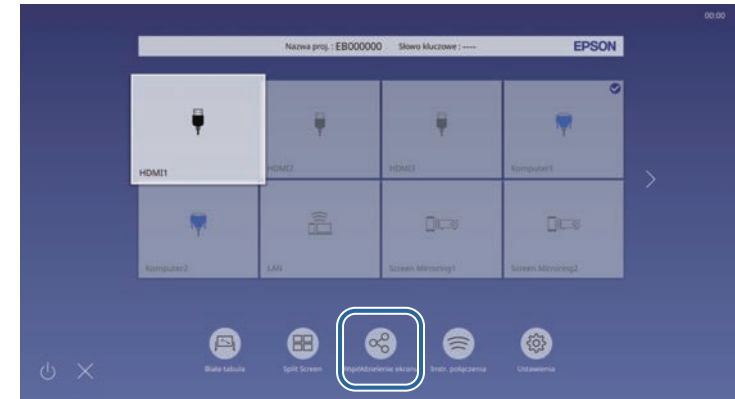 00:00
Nazwa proj. : EB000000 Słowo kluczowe : ---- EPSON
HDMI1 HDMI2 HDMI3 Komputer1
Komputer2 LAN Screen Mirroring1 Screen Mirroring2
Biała tabula Split Screen Współdzielenie ekranu Instr. połączenia Ustawienia